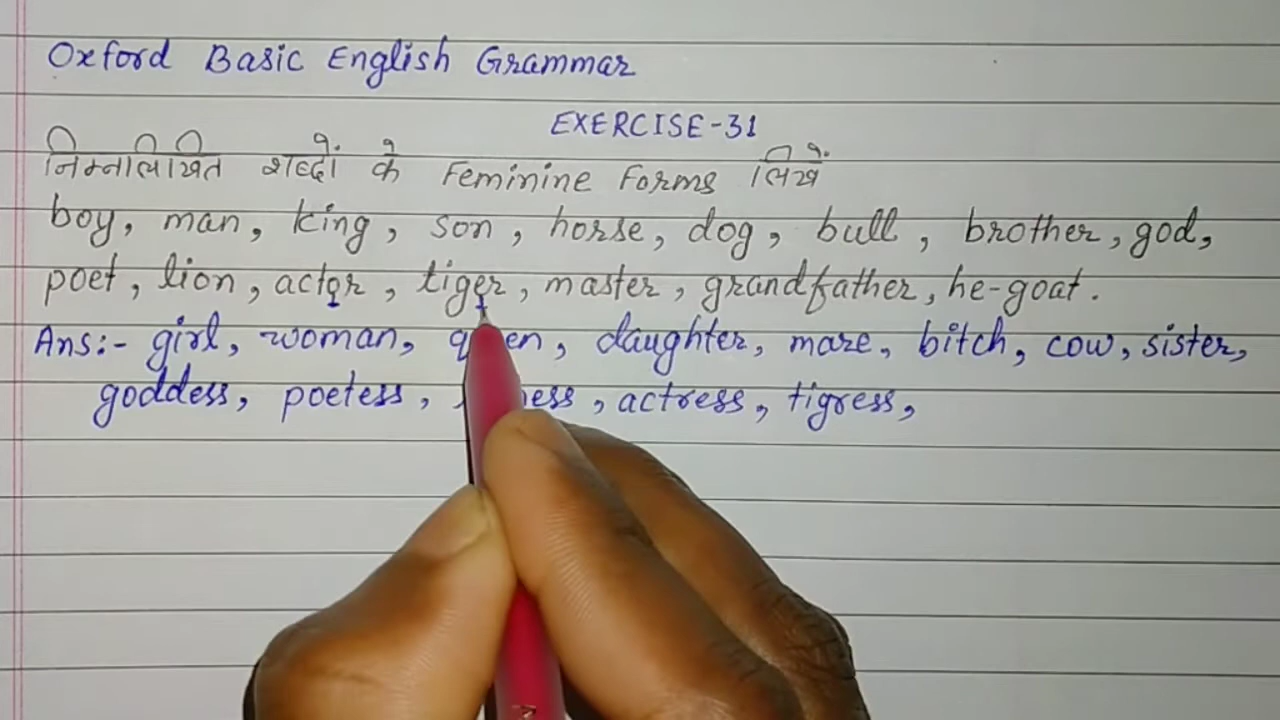 Oxford Basic English Grammar
EXERCISE-31
निम्नलिखित शब्दों के Feminine Forms लिखें
boy, man, king, son, horse, dog, bull, brother, god,
poet, lion, actor, tiger, master, grandfather, he-goat.
Ans:- girl, woman, daughter, mare, bitch, cow, sister,
goddess, poetess, actress, tigress,